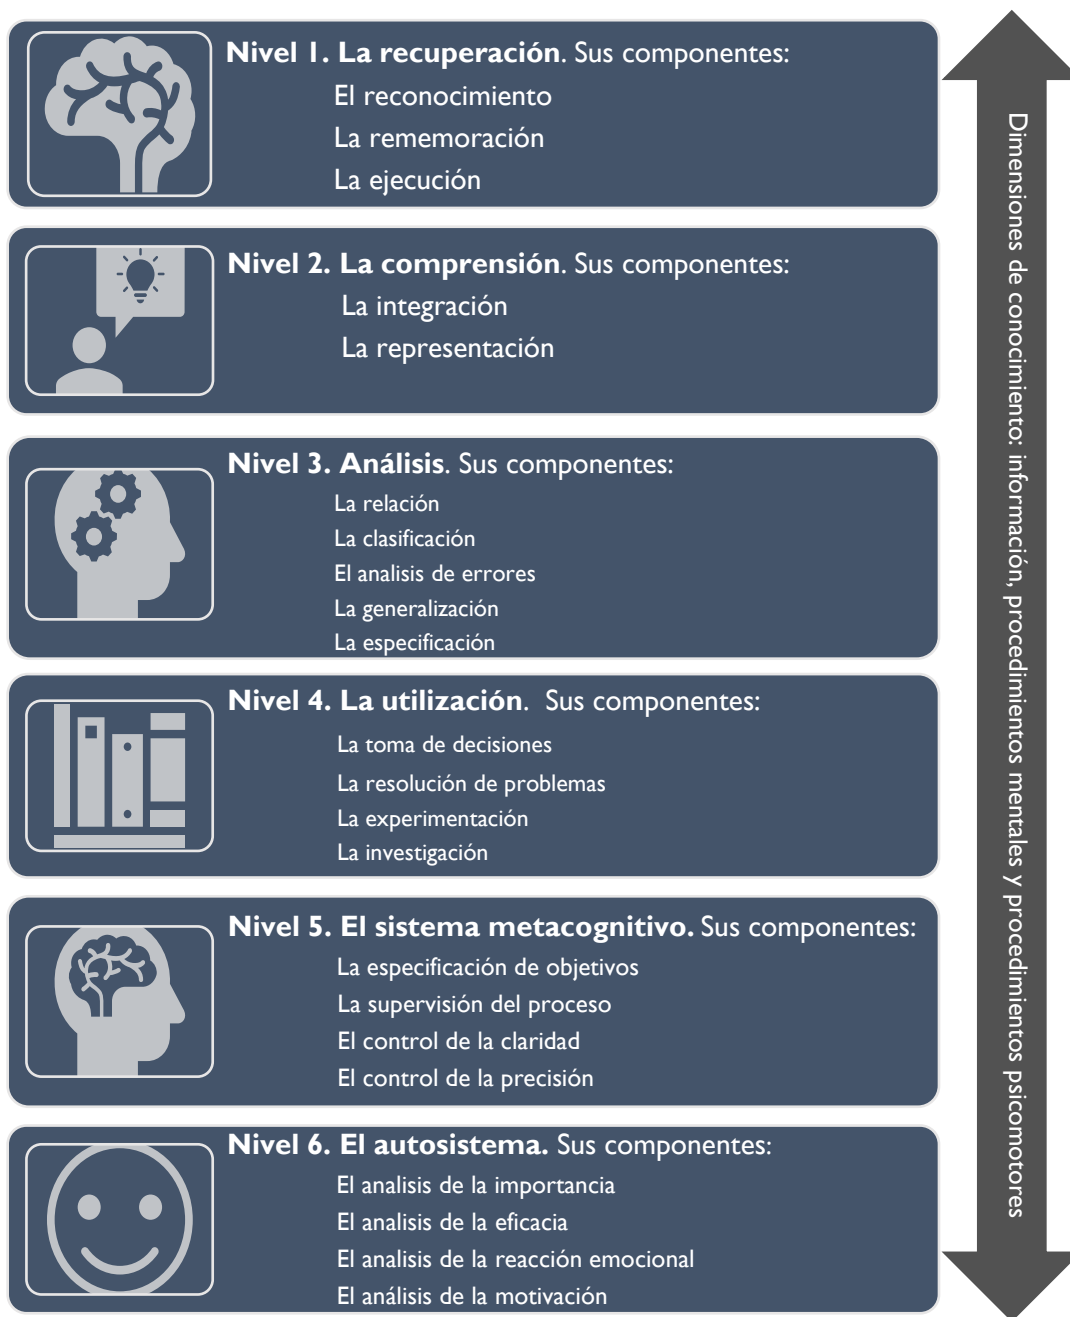 Nivel 1. La recuperación. Sus componentes:
El reconocimiento
La rememoración
La ejecución
Nivel 2. La comprensión. Sus componentes:
La integración
La representación
Nivel 3. Análisis. Sus componentes:
La relación
La clasificación
El analisis de errores
La generalización
La especificación
Nivel 4. La utilización. Sus componentes:
La toma de decisiones
La resolución de problemas
La experimentación
La investigación
Nivel 5. El sistema metacognitivo. Sus componentes:
La especificación de objetivos
La supervisión del proceso
El control de la claridad
El control de la precisión
Nivel 6. El autosistema. Sus componentes:
El analisis de la importancia
El analisis de la eficacia
El analisis de la reacción emocional
El análisis de la motivación
Dimensiones de conocimiento: información, procedimientos mentales y procedimientos psicomotores